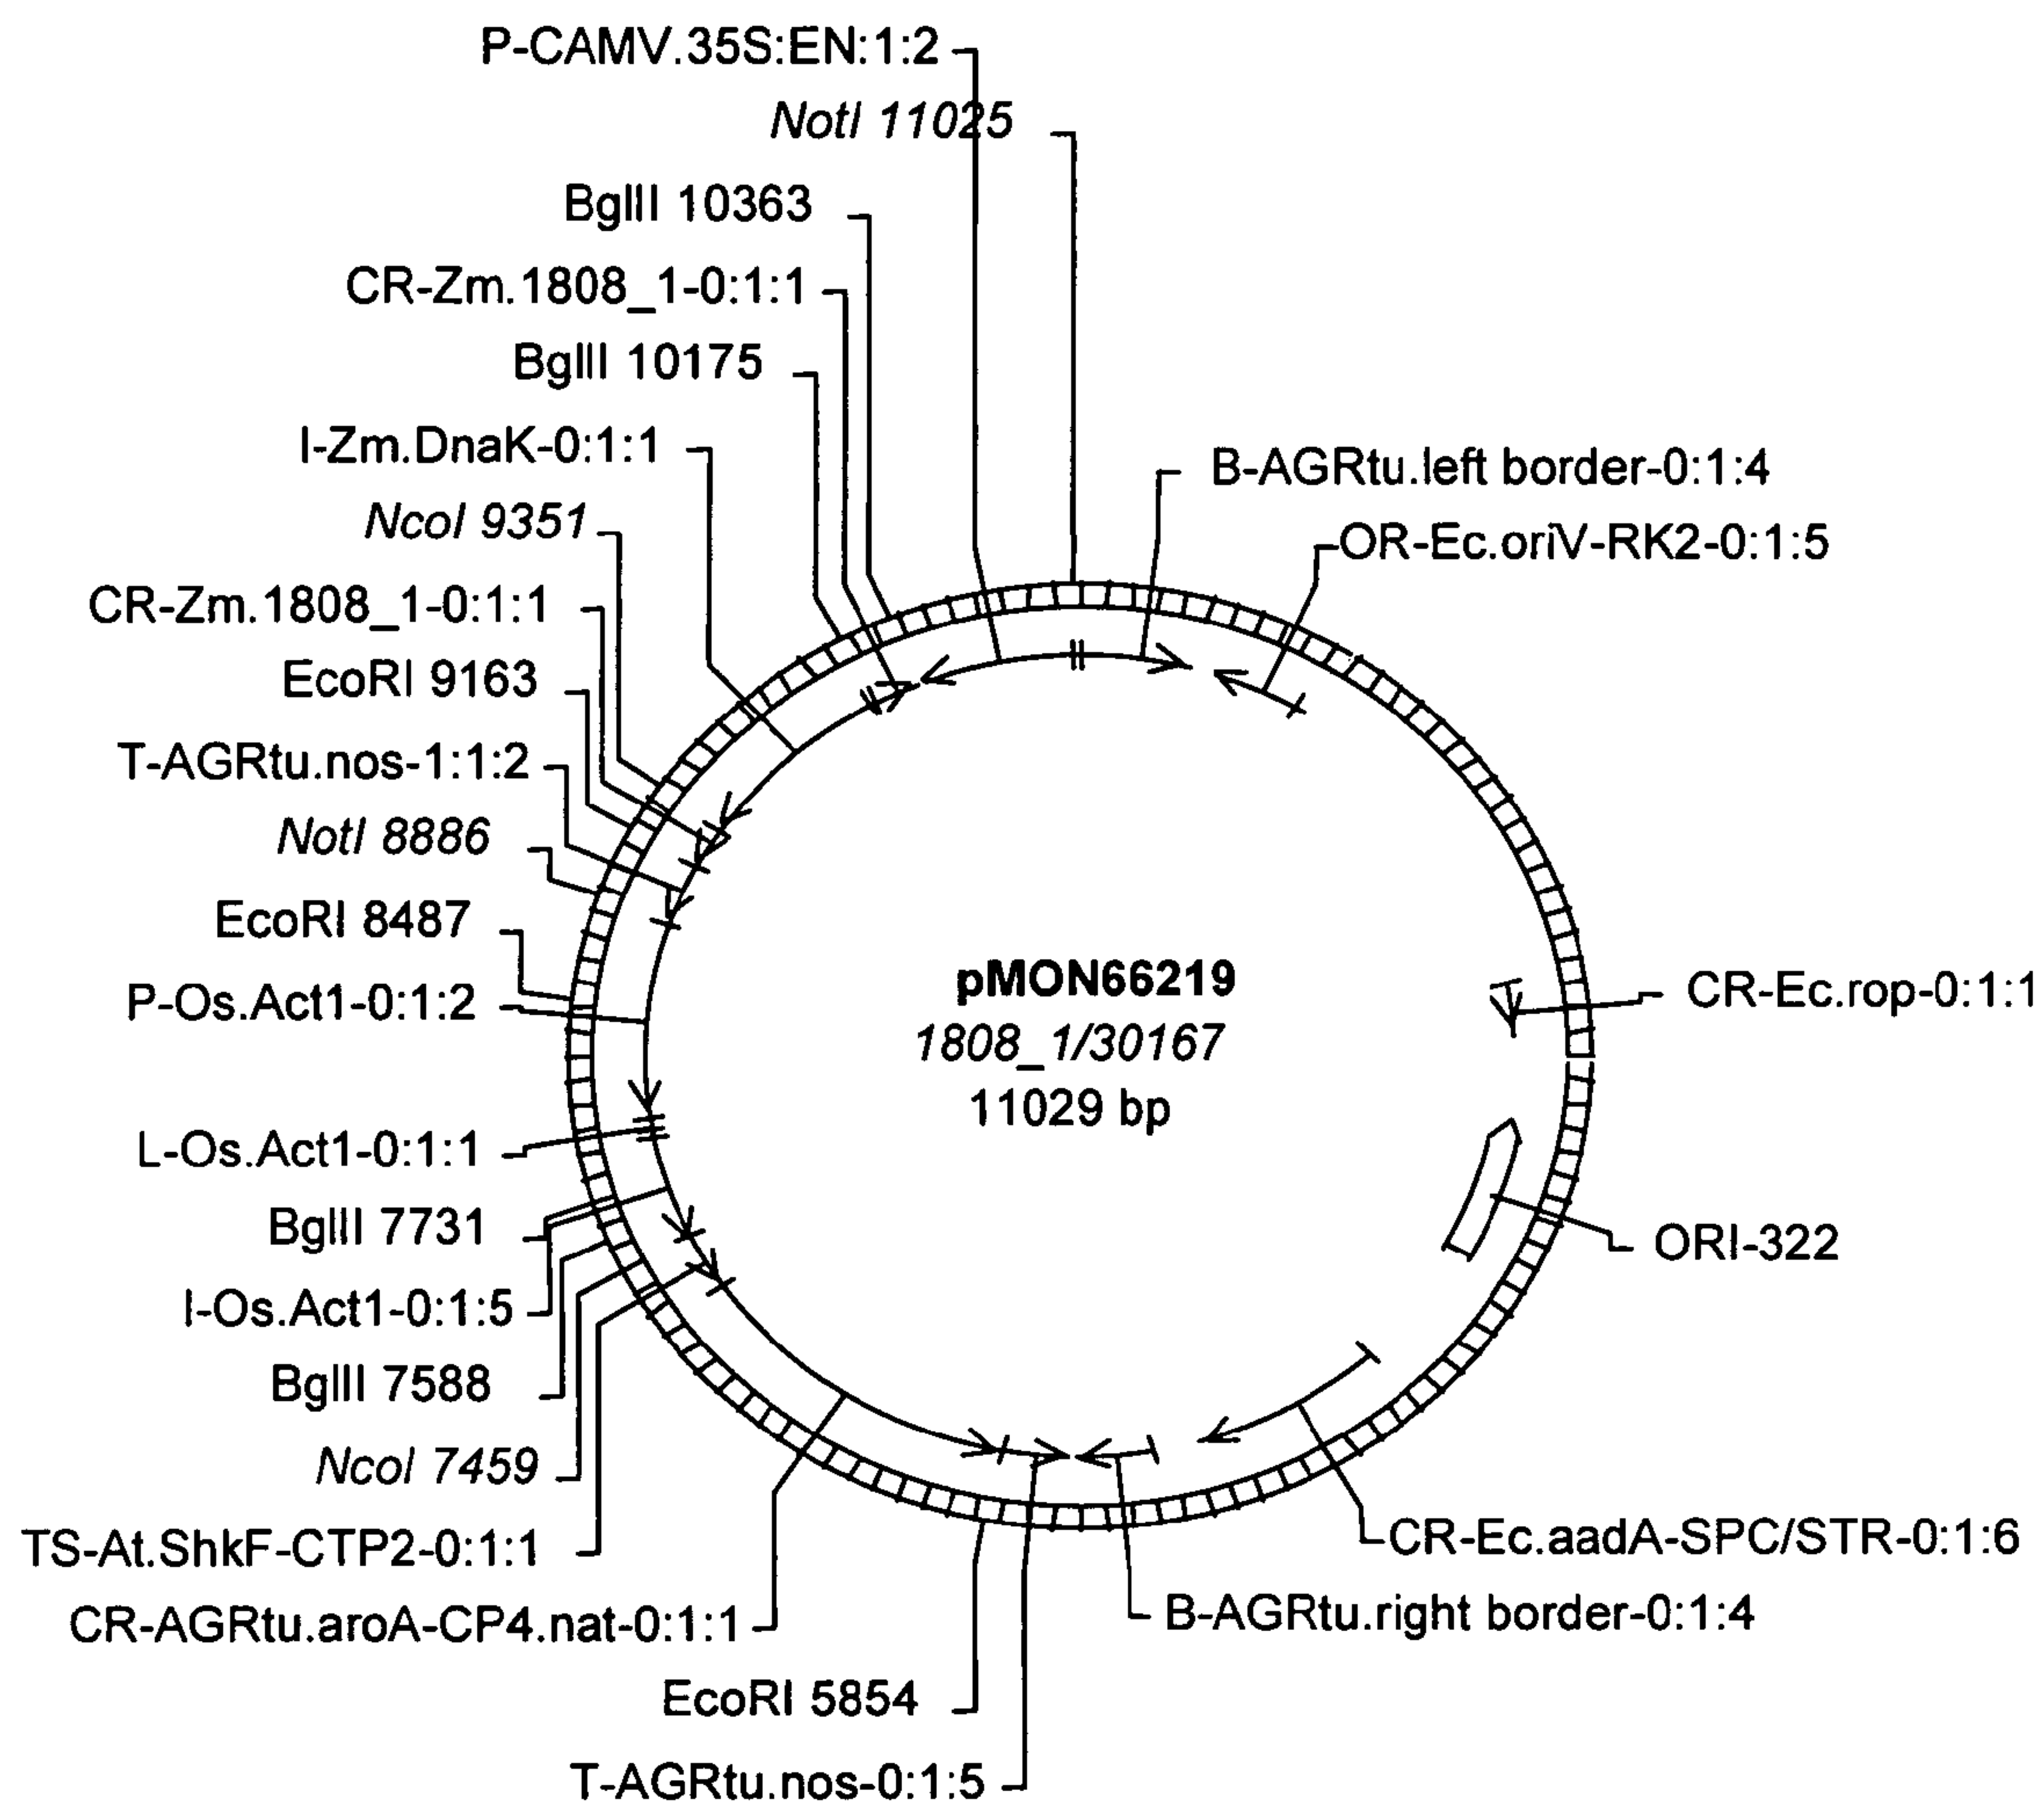 P-CAMV.35S:EN:1:2
NotI 11025
BglII 10363
CR-Zm.1808_1-0:1:1
BglII 10175
I-Zm.DnaK-0:1:1
NcoI 9351
CR-Zm.1808_1-0:1:1
EcoRI 9163
T-AGRtu.nos-1:1:2
NotI 8886
EcoRI 8487
P-Os.Act1-0:1:2
L-Os.Act1-0:1:1
BglII 7731
I-Os.Act1-0:1:5
BglII 7588
NcoI 7459
TS-At.ShkF-CTP2-0:1:1
CR-AGRtu.aroA-CP4.nat-0:1:1
EcoRI 5854
T-AGRtu.nos-0:1:5
B-AGRtu.left border-0:1:4
OR-Ec.oriV-RK2-0:1:5
CR-Ec.rop-0:1:1
ORI-322
CR-Ec.aadA-SPC/STR-0:1:6
B-AGRtu.right border-0:1:4
pMON66219
1808_1/30167
11029 bp